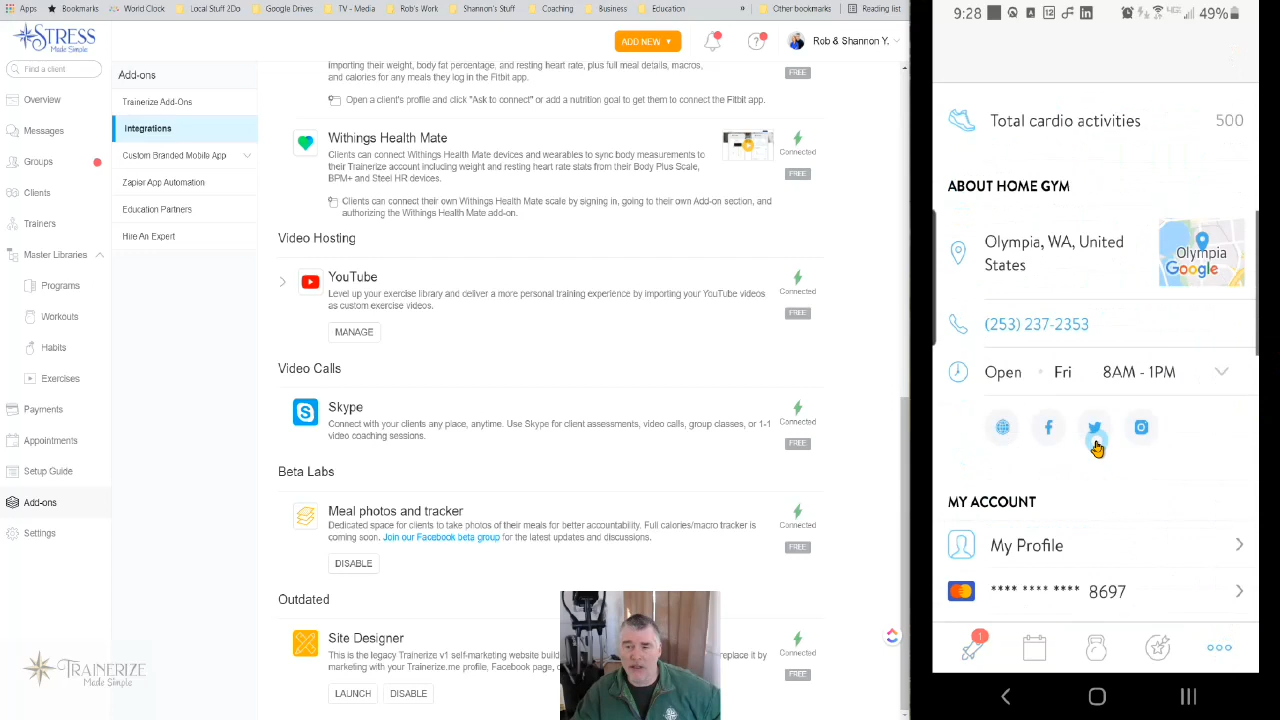 Apps
Bookmarks
World Clock
Local Stuff 2Do
Google Drives
TV - Media
Rob's Work
Shannon's Stuff
Coaching
Business
Education
»
Other bookmarks
Reading list
STRESS
Made Simple
ADD NEW
Rob & Shannon Y.
Find a client
Overview
Messages
Groups
Clients
Trainers
Master Libraries
Programs
Workouts
Habits
Exercises
Payments
Appointments
Setup Guide
Add-ons
Settings
TRAINERIZE
Made Simple
Add-ons
Trainerize Add-Ons
Integrations
Custom Branded Mobile App
Zapier App Automation
Education Partners
Hire An Expert
importing their weight, body fat percentage, and resting heart rate, plus full meal details, macros,
and calories for any meals they log in the Fitbit app.
FREE
Open a client's profile and click "Ask to connect" or add a nutrition goal to get them to connect the Fitbit app.
Withings Health Mate
Clients can connect Withings Health Mate devices and wearables to sync body measurements to
their Trainerize account including weight and resting heart rate stats from their Body Plus Scale,
BPM+ and Steel HR devices.
Connected
FREE
Clients can connect their own Withings Health Mate scale by signing in, going to their own Add-on section, and
authorizing the Withings Health Mate add-on.
Video Hosting
YouTube
Level up your exercise library and deliver a more personal training experience by importing your YouTube videos
as custom exercise videos.
Connected
FREE
MANAGE
Video Calls
Skype
Connect with your clients any place, anytime. Use Skype for client assessments, video calls, group classes, or 1-1
video coaching sessions.
Connected
FREE
Beta Labs
Meal photos and tracker
Dedicated space for clients to take photos of their meals for better accountability. Full calories/macro tracker is
coming soon. Join our Facebook beta group for the latest updates and discussions.
Connected
FREE
DISABLE
Outdated
Site Designer
This is the legacy Trainerize v1 self-marketing website build
replace it by
marketing with your Trainerize.me profile, Facebook page, o
Connected
FREE
LAUNCH
DISABLE
9:28
12
49%
Total cardio activities 500
ABOUT HOME GYM
Olympia, WA, United
States
Olympia
Google
(253) 237-2353
Open • Fri 8AM - 1PM
MY ACCOUNT
My Profile
**** **** **** 8697
1